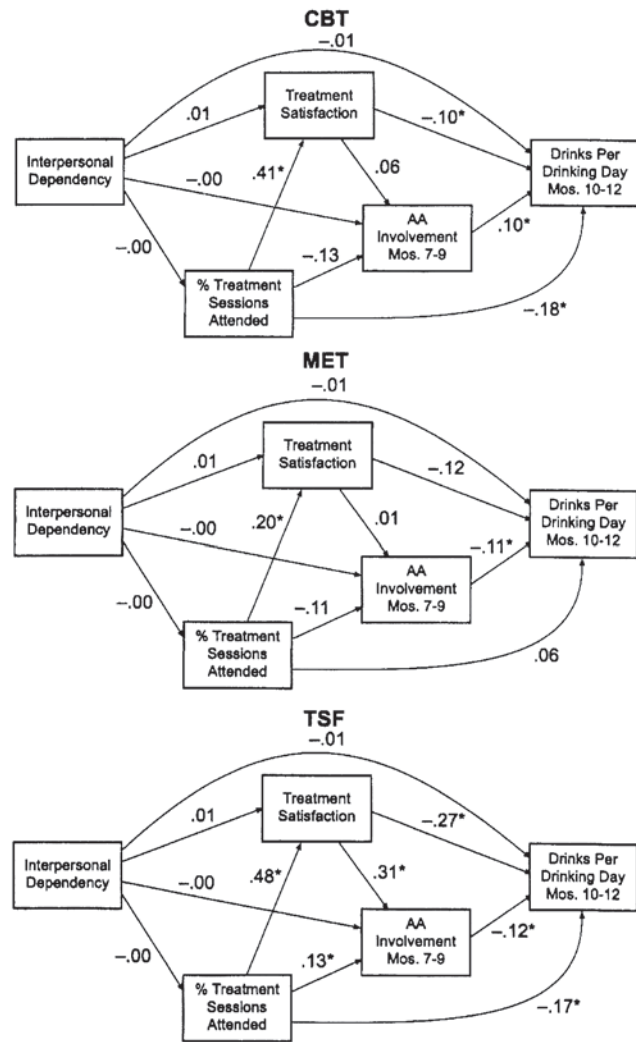 CBT
–.01
Treatment
Satisfaction
.01
–.10*
Interpersonal
Dependency
Drinks Per
Drinking Day
Mos. 10-12
.41*
.06
–.00
AA
Involvement
Mos. 7-9
.10*
–.00
–.13
% Treatment
Sessions
Attended
–.18*
MET
–.01
Treatment
Satisfaction
.01
–.12
Interpersonal
Dependency
Drinks Per
Drinking Day
Mos. 10-12
.20*
.01
–.00
AA
Involvement
Mos. 7-9
–.11*
–.00
–.11
% Treatment
Sessions
Attended
.06
TSF
–.01
Treatment
Satisfaction
.01
–.27*
Interpersonal
Dependency
Drinks Per
Drinking Day
Mos. 10-12
.48*
.31*
–.00
AA
Involvement
Mos. 7-9
–.12*
–.00
.13*
% Treatment
Sessions
Attended
–.17*